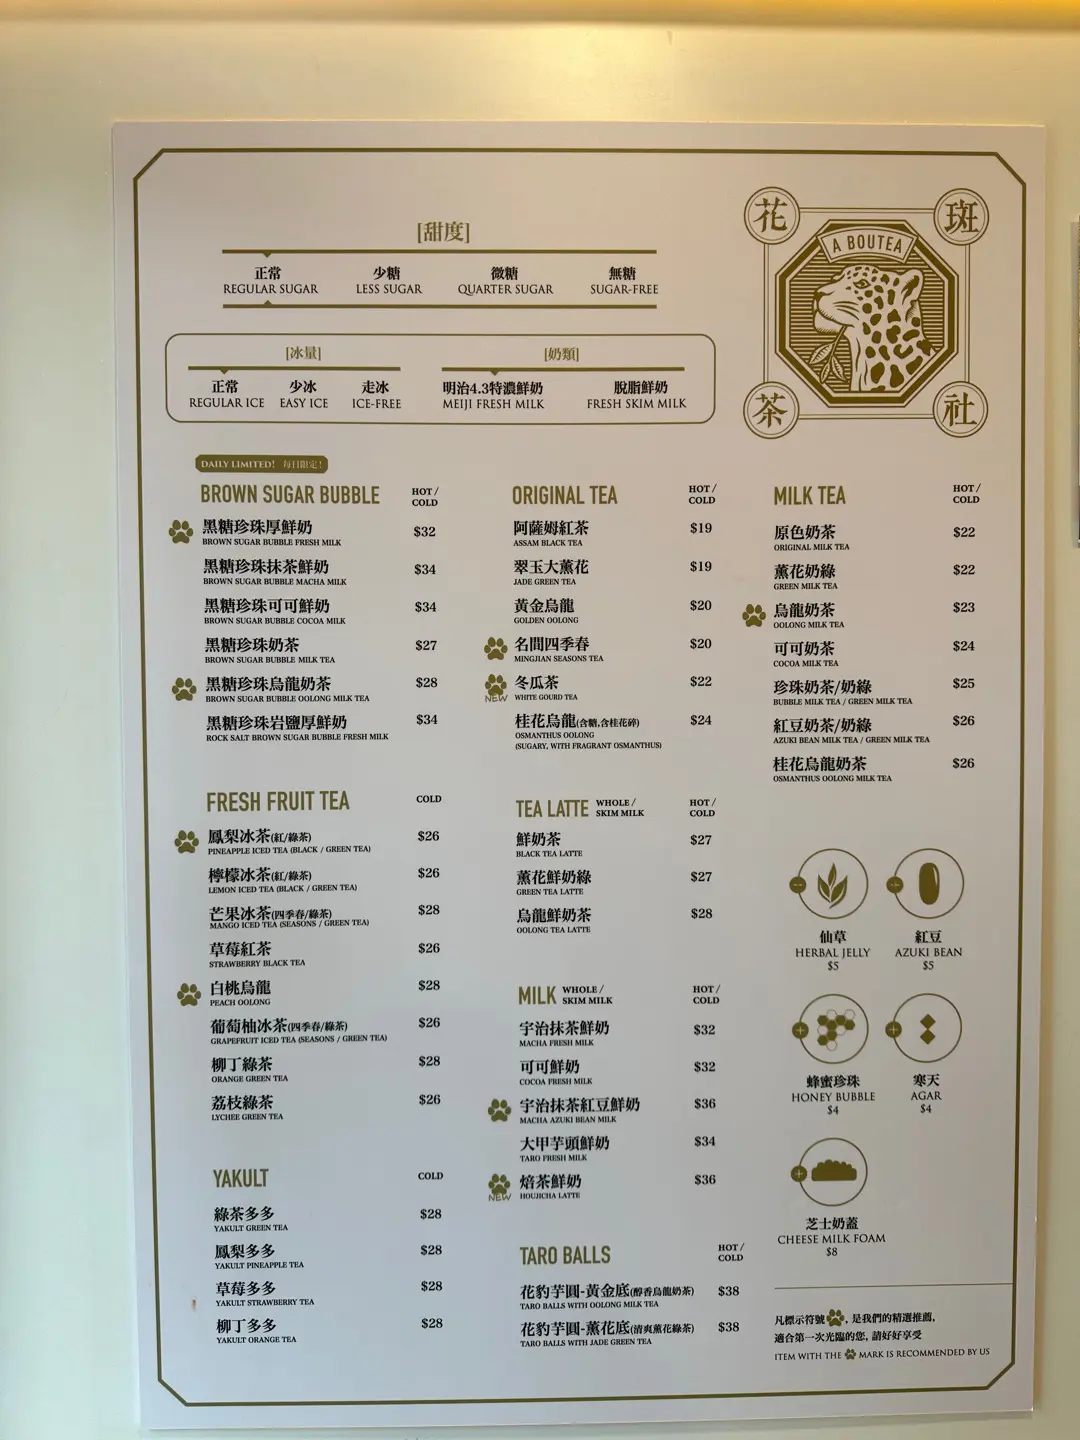 [甜度]
正常 少糖 微糖 無糖
REGULAR SUGAR LESS SUGAR QUARTER SUGAR SUGAR-FREE
[冰量] [奶類]
正常 少冰 走冰 明治4.3特濃鮮奶 脫脂鮮奶
REGULAR ICE EASY ICE ICE-FREE MEIJI FRESH MILK FRESH SKIM MILK
花 斑
A BOUTEA
茶 社
DAILY LIMITED! 每日限定!
BROWN SUGAR BUBBLE HOT / COLD
黑糖珍珠厚鮮奶 $32
BROWN SUGAR BUBBLE FRESH MILK
黑糖珍珠抹茶鮮奶 $34
BROWN SUGAR BUBBLE MACHA MILK
黑糖珍珠可可鮮奶 $34
BROWN SUGAR BUBBLE COCOA MILK
黑糖珍珠奶茶 $27
BROWN SUGAR BUBBLE MILK TEA
黑糖珍珠烏龍奶茶 $28
BROWN SUGAR BUBBLE OOLONG MILK TEA
黑糖珍珠岩鹽厚鮮奶 $34
ROCK SALT BROWN SUGAR BUBBLE FRESH MILK
FRESH FRUIT TEA COLD
鳳梨冰茶(紅/綠茶) $26
PINEAPPLE ICED TEA (BLACK / GREEN TEA)
檸檬冰茶(紅/綠茶) $26
LEMON ICED TEA (BLACK / GREEN TEA)
芒果冰茶(四季春/綠茶) $28
MANGO ICED TEA (SEASONS / GREEN TEA)
草莓紅茶 $26
STRAWBERRY BLACK TEA
白桃烏龍 $28
PEACH OOLONG
葡萄柚冰茶(四季春/綠茶) $26
GRAPEFRUIT ICED TEA (SEASONS / GREEN TEA)
柳丁綠茶 $28
ORANGE GREEN TEA
荔枝綠茶 $26
LYCHEE GREEN TEA
YAKULT COLD
綠茶多多 $28
YAKULT GREEN TEA
鳳梨多多 $28
YAKULT PINEAPPLE TEA
草莓多多 $28
YAKULT STRAWBERRY TEA
柳丁多多 $28
YAKULT ORANGE TEA
ORIGINAL TEA HOT / COLD
阿薩姆紅茶 $19
ASSAM BLACK TEA
翠玉大薰花 $19
JADE GREEN TEA
黃金烏龍 $20
GOLDEN OOLONG
名間四季春 $20
MINGJIAN SEASONS TEA
冬瓜茶 $22
NEW WHITE GOURD TEA
桂花烏龍(含糖,含桂花碎) $24
OSMANTHUS OOLONG
(SUGARY, WITH FRAGRANT OSMANTHUS)
TEA LATTE WHOLE / SKIM MILK HOT / COLD
鮮奶茶 $27
BLACK TEA LATTE
薰花鮮奶綠 $27
GREEN TEA LATTE
烏龍鮮奶茶 $28
OOLONG TEA LATTE
MILK WHOLE / SKIM MILK HOT / COLD
宇治抹茶鮮奶 $32
MACHA FRESH MILK
可可鮮奶 $32
COCOA FRESH MILK
宇治抹茶紅豆鮮奶 $36
MACHA AZUKI BEAN MILK
大甲芋頭鮮奶 $34
TARO FRESH MILK
焙茶鮮奶 $36
NEW HOUJICHA LATTE
TARO BALLS HOT / COLD
花豹芋圓-黃金底(醇香烏龍奶茶) $38
TARO BALLS WITH OOLONG MILK TEA
花豹芋圓-薰花底(清爽薰花綠茶) $38
TARO BALLS WITH JADE GREEN TEA
MILK TEA HOT / COLD
原色奶茶 $22
ORIGINAL MILK TEA
薰花奶綠 $22
GREEN MILK TEA
烏龍奶茶 $23
OOLONG MILK TEA
可可奶茶 $24
COCOA MILK TEA
珍珠奶茶/奶綠 $25
BUBBLE MILK TEA / GREEN MILK TEA
紅豆奶茶/奶綠 $26
AZUKI BEAN MILK TEA / GREEN MILK TEA
桂花烏龍奶茶 $26
OSMANTHUS OOLONG MILK TEA
仙草 紅豆
HERBAL JELLY AZUKI BEAN
$5 $5
蜂蜜珍珠 寒天
HONEY BUBBLE AGAR
$4 $4
芝士奶蓋
CHEESE MILK FOAM
$8
凡標示符號, 是我們的精選推薦,
適合第一次光臨的您, 請好好享受
ITEM WITH THE MARK IS RECOMMENDED BY US